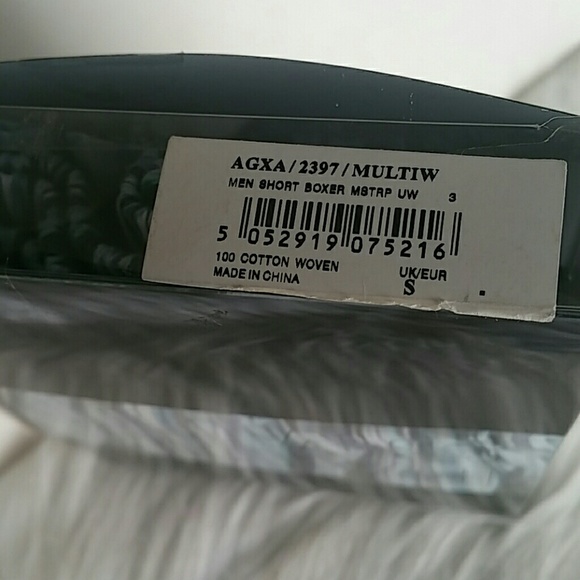 AGXA/2397/MULTIW
MEN SHORT BOXER MSTRP UW 3
5 052919 075216
100 COTTON WOVEN UK/EUR
MADE IN CHINA S